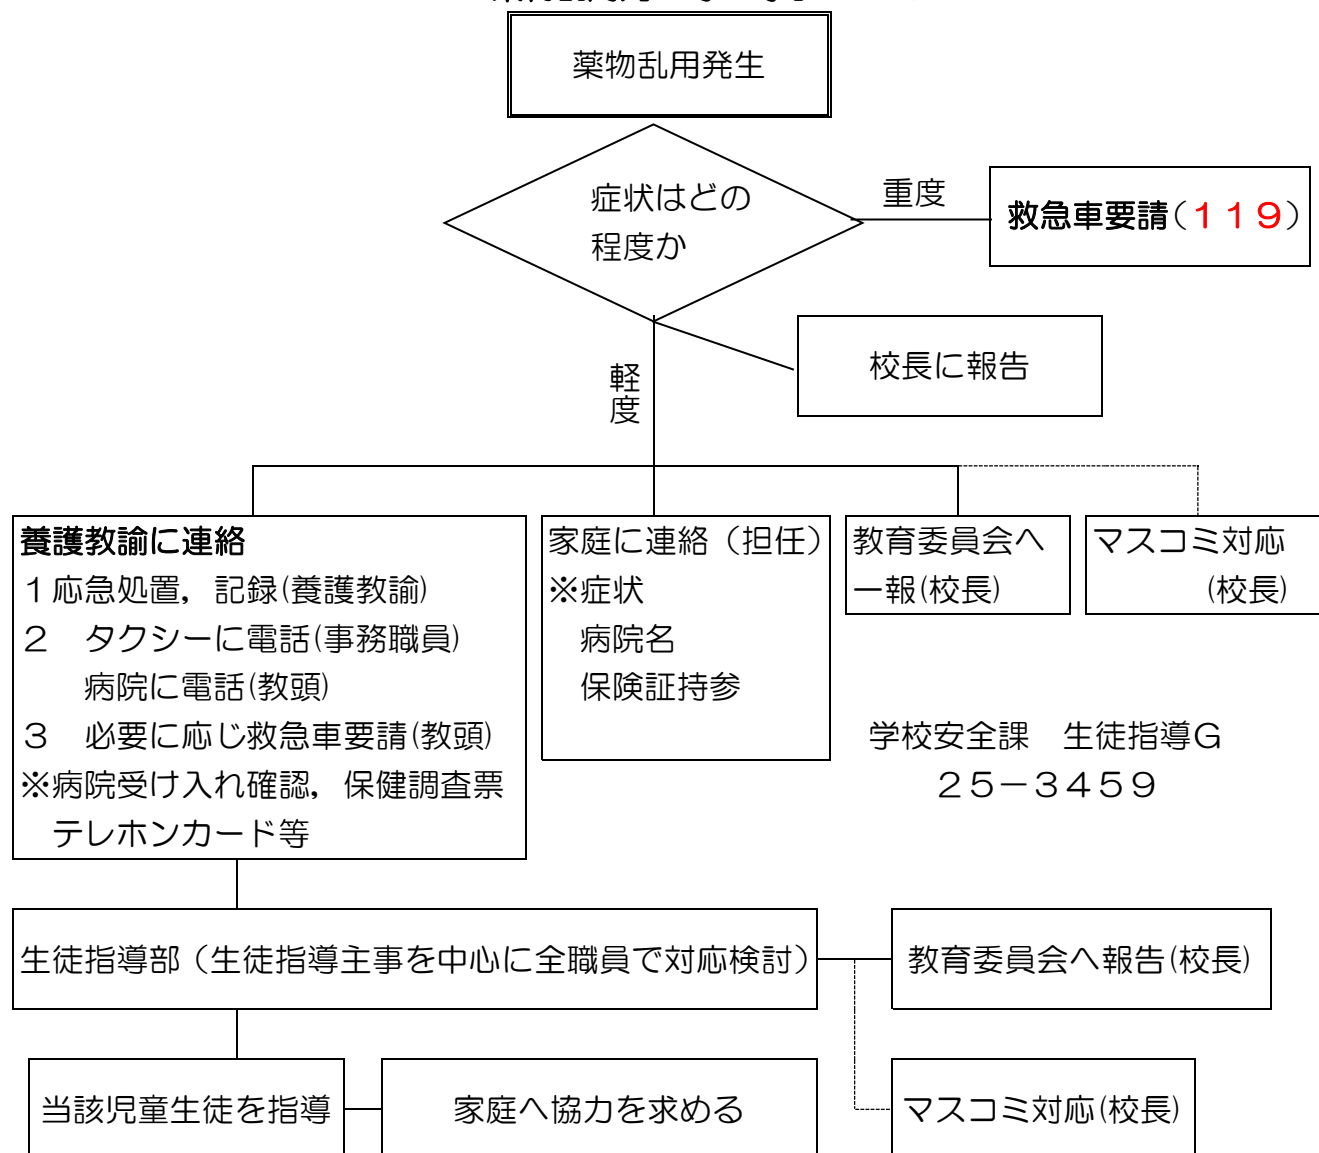 薬物乱用発生
症状はどの
程度か
重度
救急車要請(119)
校長に報告
軽度
養護教諭に連絡
1応急処置，記録(養護教諭)
2　タクシーに電話(事務職員)
病院に電話(教頭)
3　必要に応じ救急車要請(教頭)
※病院受け入れ確認，保健調査票
テレホンカード等
家庭に連絡（担任）
※症状
病院名
保険証持参
教育委員会へ
一報(校長)
マスコミ対応
(校長)
学校安全課　生徒指導G
25－3459
生徒指導部（生徒指導主事を中心に全職員で対応検討）
教育委員会へ報告(校長)
当該児童生徒を指導
家庭へ協力を求める
マスコミ対応(校長)